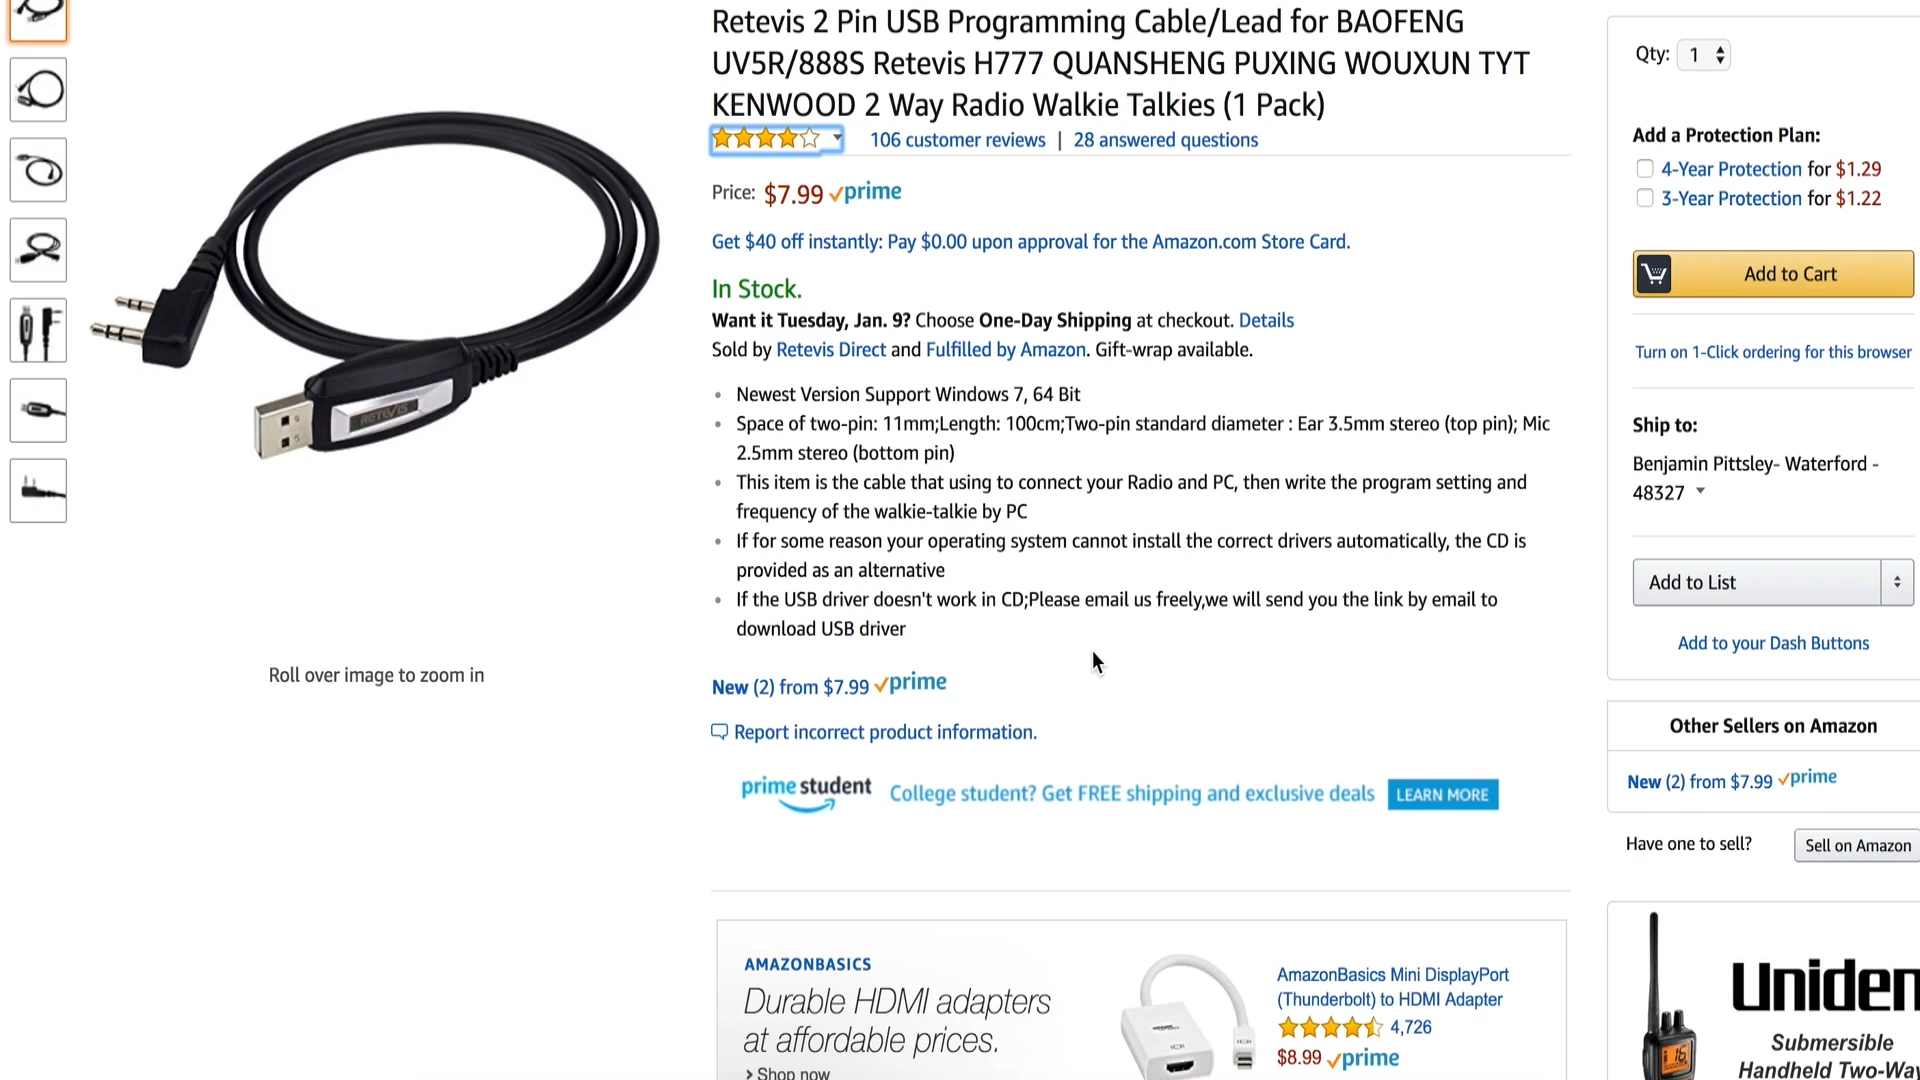 Retevis 2 Pin USB Programming Cable/Lead for BAOFENG
UV5R/888S Retevis H777 QUANSHENG PUXING WOUXUN TYT
KENWOOD 2 Way Radio Walkie Talkies (1 Pack)
106 customer reviews | 28 answered questions
Price: $7.99 prime
Get $40 off instantly: Pay $0.00 upon approval for the Amazon.com Store Card.
In Stock.
Want it Tuesday, Jan. 9? Choose One-Day Shipping at checkout. Details
Sold by Retevis Direct and Fulfilled by Amazon. Gift-wrap available.
• Newest Version Support Windows 7, 64 Bit
• Space of two-pin: 11mm;Length: 100cm;Two-pin standard diameter : Ear 3.5mm stereo (top pin); Mic
2.5mm stereo (bottom pin)
• This item is the cable that using to connect your Radio and PC, then write the program setting and
frequency of the walkie-talkie by PC
• If for some reason your operating system cannot install the correct drivers automatically, the CD is
provided as an alternative
• If the USB driver doesn't work in CD;Please email us freely,we will send you the link by email to
download USB driver
New (2) from $7.99 prime
Report incorrect product information.
prime student College student? Get FREE shipping and exclusive deals LEARN MORE
RETEVIS
Roll over image to zoom in
AMAZONBASICS
Durable HDMI adapters
at affordable prices.
> Shop now
AmazonBasics Mini DisplayPort
(Thunderbolt) to HDMI Adapter
4,726
$8.99 prime
Qty: 1
Add a Protection Plan:
4-Year Protection for $1.29
3-Year Protection for $1.22
Add to Cart
Turn on 1-Click ordering for this browser
Ship to:
Benjamin Pittsley- Waterford -
48327
Add to List
Add to your Dash Buttons
Other Sellers on Amazon
New (2) from $7.99 prime
Have one to sell? Sell on Amazon
Uniden
Submersible
Handheld Two-Way
16